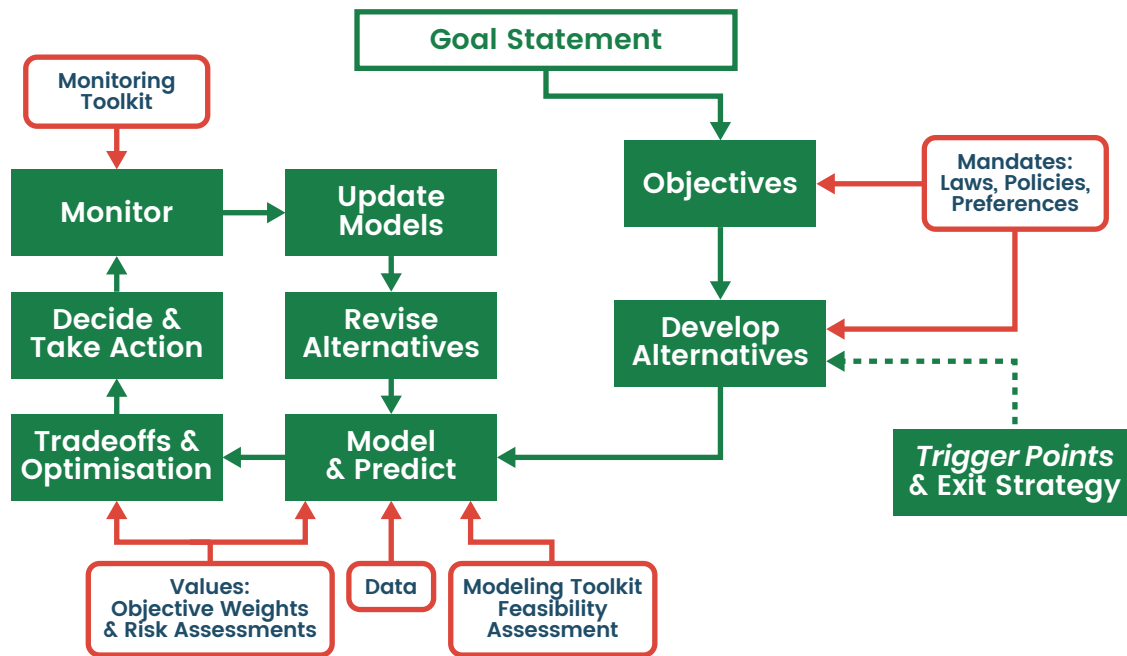 Goal Statement
Monitoring
Toolkit
Objectives
Mandates:
Laws, Policies,
Preferences
Monitor
Update
Models
Decide &
Take Action
Revise
Alternatives
Develop
Alternatives
Tradeoffs &
Optimisation
Model
& Predict
Trigger Points
& Exit Strategy
Values:
Objective Weights
& Risk Assessments
Data
Modeling Toolkit
Feasibility
Assessment